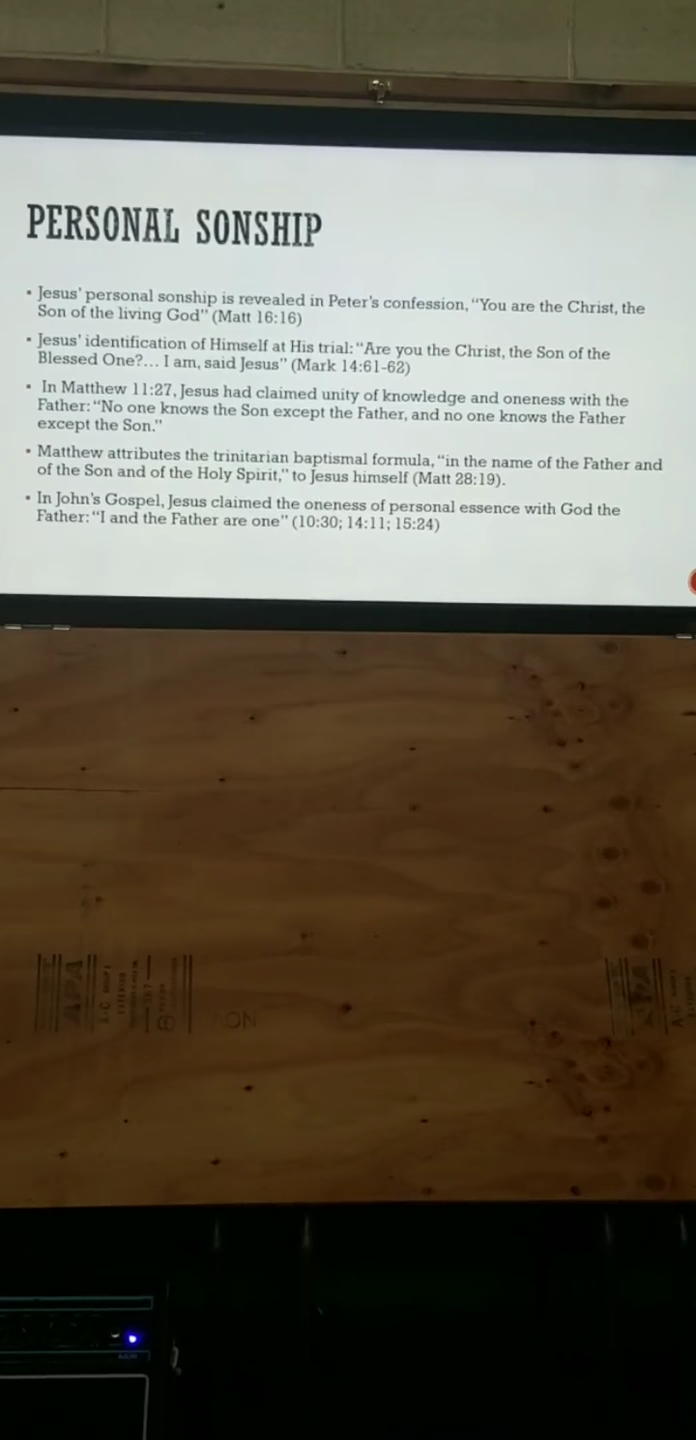 PERSONAL SONSHIP
▪ Jesus' personal sonship is revealed in Peter's confession, “You are the Christ, the
Son of the living God” (Matt 16:16)
▪ Jesus' identification of Himself at His trial: “Are you the Christ, the Son of the
Blessed One?... I am, said Jesus” (Mark 14:61-62)
▪ In Matthew 11:27, Jesus had claimed unity of knowledge and oneness with the
Father: “No one knows the Son except the Father, and no one knows the Father
except the Son.”
▪ Matthew attributes the trinitarian baptismal formula, “in the name of the Father and
of the Son and of the Holy Spirit,” to Jesus himself (Matt 28:19).
▪ In John's Gospel, Jesus claimed the oneness of personal essence with God the
Father: “I and the Father are one” (10:30; 14:11; 15:24)
APA
APA